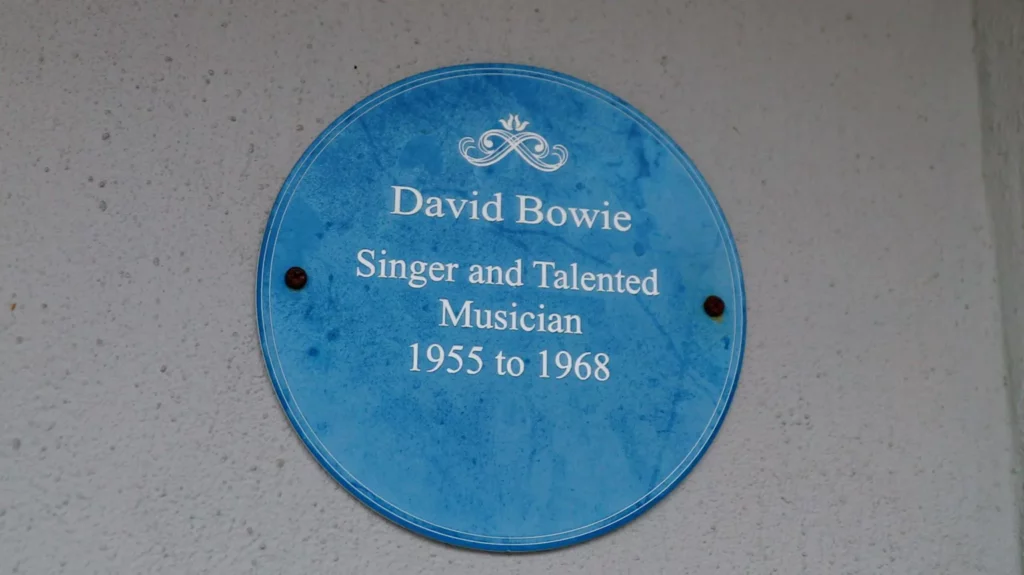 David Bowie
Singer and Talented
Musician
1955 to 1968